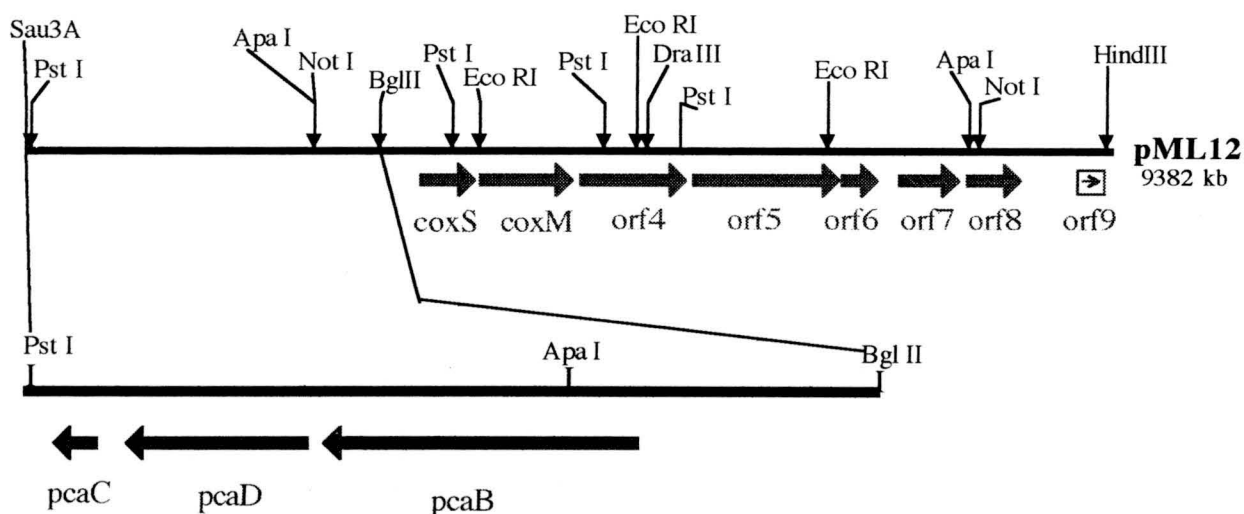 Sau3A
Pst I
Apa I
Not I
BglII
Pst I
Eco RI
Pst I
Eco RI
Dra III
Pst I
Eco RI
Apa I
Not I
HindIII
pML12
9382 kb
coxS
coxM
orf4
orf5
orf6
orf7
orf8
orf9
Pst I
Apa I
Bgl II
pcaC
pcaD
pcaB